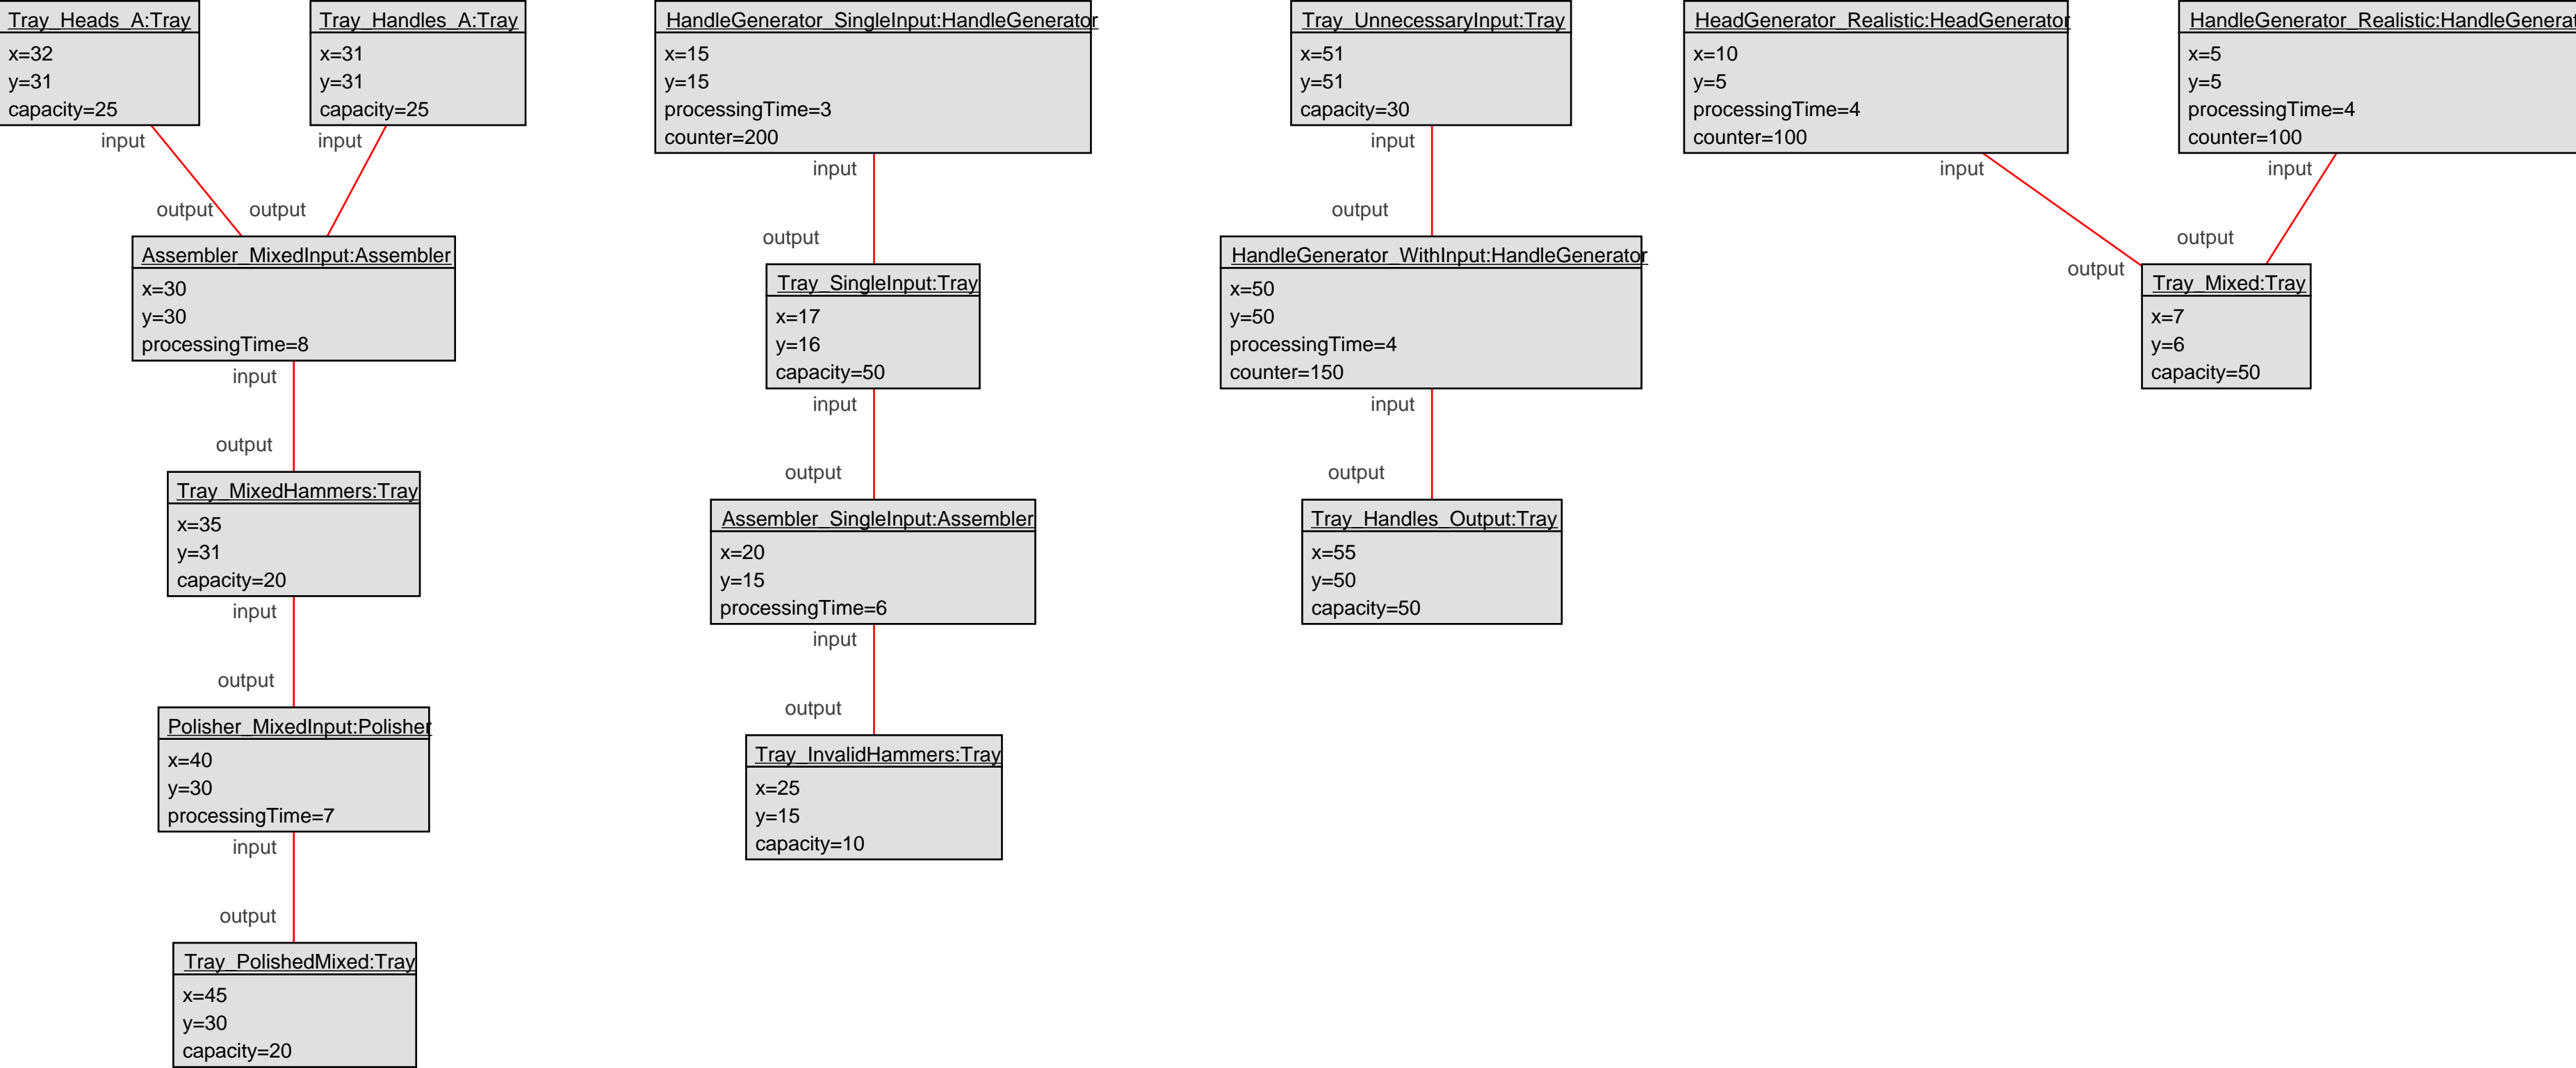 Tray_Heads_A:Tray
x=32
y=31
capacity=25
Tray_Handles_A:Tray
x=31
y=31
capacity=25
input
input
output
output
Assembler_MixedInput:Assembler
x=30
y=30
processingTime=8
input
output
Tray_MixedHammers:Tray
x=35
y=31
capacity=20
input
output
Polisher_MixedInput:Polisher
x=40
y=30
processingTime=7
input
output
Tray_PolishedMixed:Tray
x=45
y=30
capacity=20
HandleGenerator_SingleInput:HandleGenerator
x=15
y=15
processingTime=3
counter=200
input
output
Tray_SingleInput:Tray
x=17
y=16
capacity=50
input
output
Assembler_SingleInput:Assembler
x=20
y=15
processingTime=6
input
output
Tray_InvalidHammers:Tray
x=25
y=15
capacity=10
Tray_UnnecessaryInput:Tray
x=51
y=51
capacity=30
input
output
HandleGenerator_WithInput:HandleGenerator
x=50
y=50
processingTime=4
counter=150
input
output
Tray_Handles_Output:Tray
x=55
y=50
capacity=50
HeadGenerator_Realistic:HeadGenerator
x=10
y=5
processingTime=4
counter=100
HandleGenerator_Realistic:HandleGenerat
x=5
y=5
processingTime=4
counter=100
input
input
output
output
Tray_Mixed:Tray
x=7
y=6
capacity=50